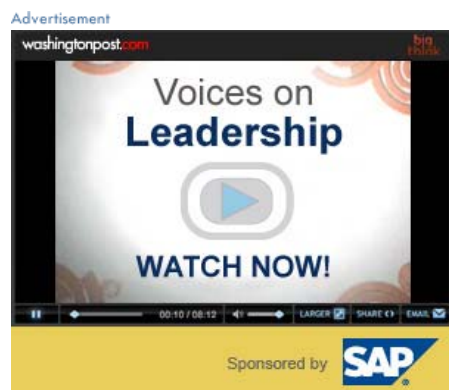 Advertisement
washingtonpost.com
big
think
Voices on
Leadership
WATCH NOW!
00:10 / 08:12 LARGER SHARE EMAIL
Sponsored by SAP